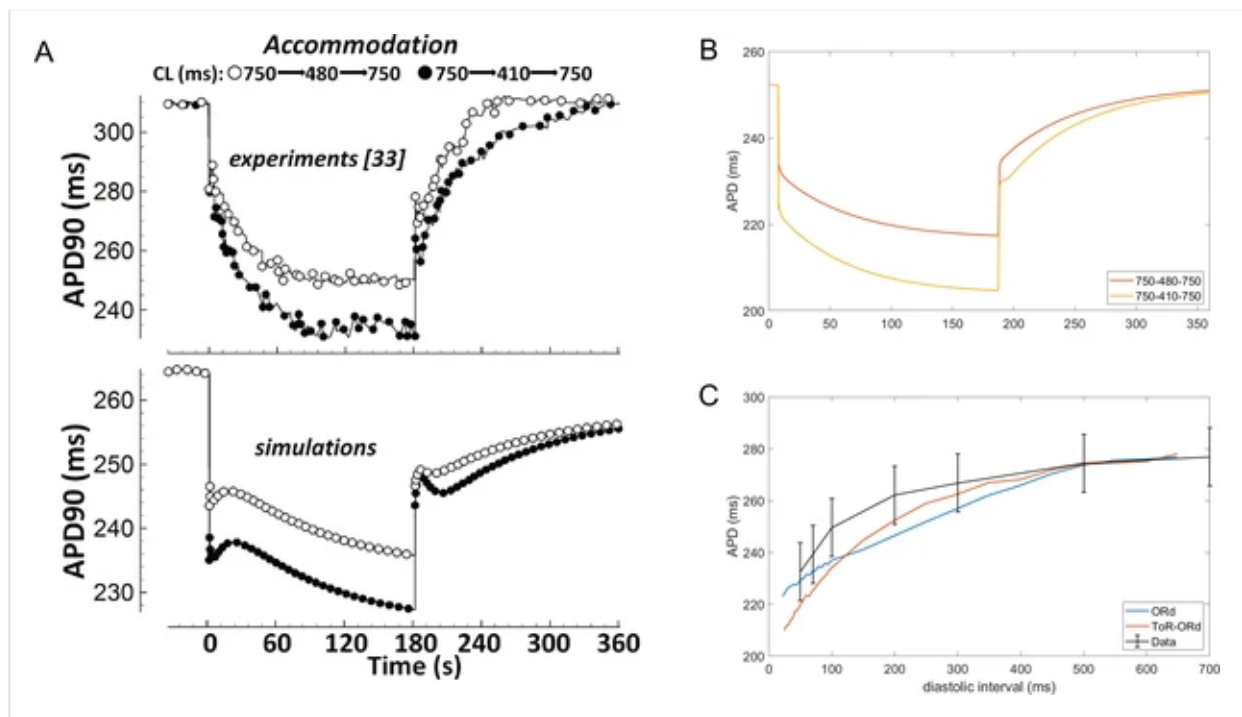 A
Accommodation
CL (ms): ○750→480→750 ●750→410→750
APD90 (ms)
300
280
260
240
experiments [33]
APD90 (ms)
260
250
240
230
simulations
0 60 120 180 240 300 360
Time (s)
B
APD (ms)
260
240
220
200
0 50 100 150 200 250 300 350
750-480-750
750-410-750
C
APD (ms)
300
280
260
240
220
200
0 100 200 300 400 500 600 700
diastolic interval (ms)
ORd
ToR-ORd
Data